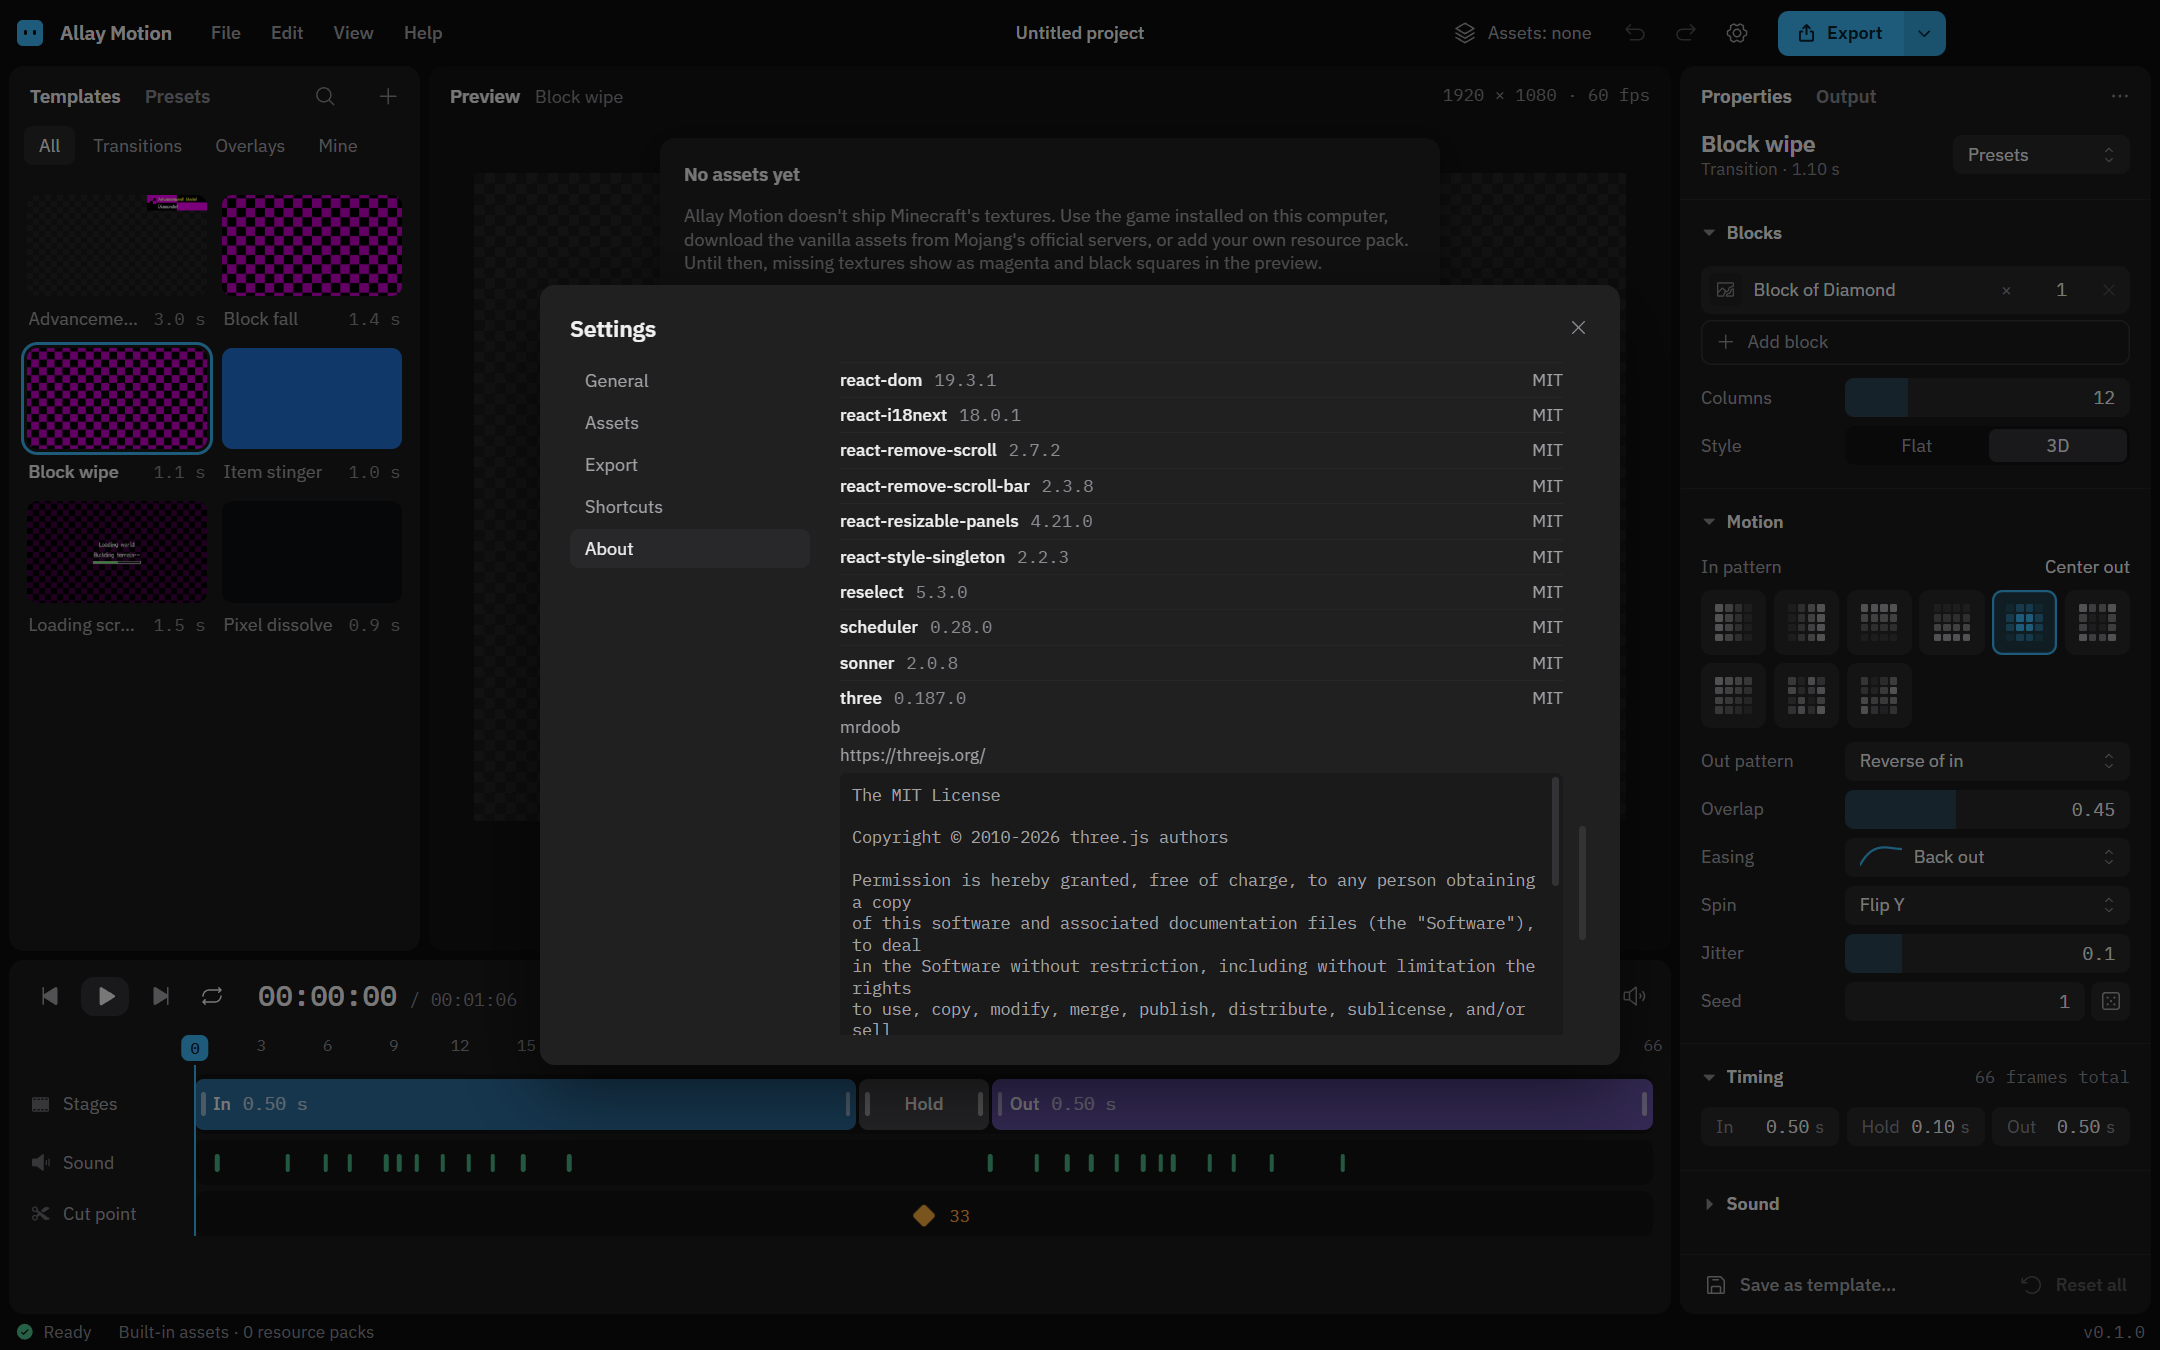 Allay Motion File Edit View Help
Untitled project
Assets: none
Export
Templates Presets
All Transitions Overlays Mine
Advanceme... 3.0 s
Block fall 1.4 s
Block wipe 1.1 s
Item stinger 1.0 s
Loading world
Loading scr... 1.5 s
Pixel dissolve 0.9 s
Preview Block wipe
1920 × 1080 · 60 fps
No assets yet
Allay Motion doesn't ship Minecraft's textures. Use the game installed on this computer,
download the vanilla assets from Mojang's official servers, or add your own resource pack.
Until then, missing textures show as magenta and black squares in the preview.
Settings
General
Assets
Export
Shortcuts
About
react-dom 19.3.1 MIT
react-i18next 18.0.1 MIT
react-remove-scroll 2.7.2 MIT
react-remove-scroll-bar 2.3.8 MIT
react-resizable-panels 4.21.0 MIT
react-style-singleton 2.2.3 MIT
reselect 5.3.0 MIT
scheduler 0.28.0 MIT
sonner 2.0.8 MIT
three 0.187.0 MIT
mrdoob
https://threejs.org/
The MIT License
Copyright © 2010-2026 three.js authors
Permission is hereby granted, free of charge, to any person obtaining
a copy
of this software and associated documentation files (the "Software"),
to deal
in the Software without restriction, including without limitation the
rights
to use, copy, modify, merge, publish, distribute, sublicense, and/or
sell
Properties Output
Block wipe
Transition · 1.10 s
Presets
Blocks
Block of Diamond × 1
Add block
Columns 12
Style Flat 3D
Motion
In pattern Center out
Out pattern Reverse of in
Overlap 0.45
Easing Back out
Spin Flip Y
Jitter 0.1
Seed 1
Timing 66 frames total
In 0.50 s Hold 0.10 s Out 0.50 s
Sound
Save as template... Reset all
00:00:00 / 00:01:06
0 3 6 9 12 15 66
Stages In 0.50 s Hold Out 0.50 s
Sound
Cut point 33
Ready Built-in assets · 0 resource packs
v0.1.0